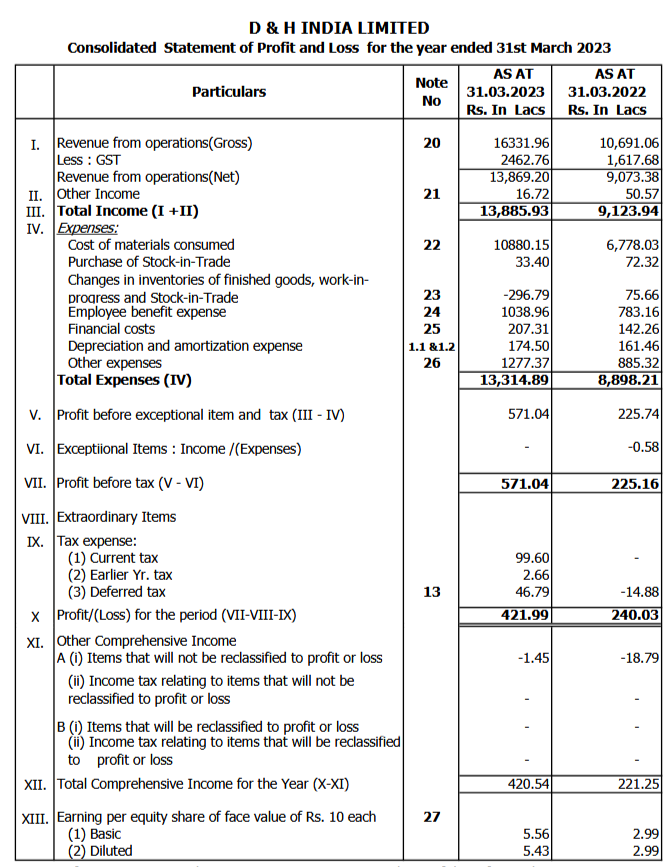 D & H INDIA LIMITED
Consolidated Statement of Profit and Loss for the year ended 31st March 2023
Particulars Note No AS AT 31.03.2023 Rs. In Lacs AS AT 31.03.2022 Rs. In Lacs
I. Revenue from operations(Gross) 20 16331.96 10,691.06
Less : GST 2462.76 1,617.68
Revenue from operations(Net) 13,869.20 9,073.38
II. Other Income 21 16.72 50.57
III. Total Income (I +II) 13,885.93 9,123.94
IV. Expenses:
Cost of materials consumed 22 10880.15 6,778.03
Purchase of Stock-in-Trade 33.40 72.32
Changes in inventories of finished goods, work-in-
progress and Stock-in-Trade 23 -296.79 75.66
Employee benefit expense 24 1038.96 783.16
Financial costs 25 207.31 142.26
Depreciation and amortization expense 1.1 &1.2 174.50 161.46
Other expenses 26 1277.37 885.32
Total Expenses (IV) 13,314.89 8,898.21
V. Profit before exceptional item and tax (III - IV) 571.04 225.74
VI. Exceptiional Items : Income /(Expenses) - -0.58
VII. Profit before tax (V - VI) 571.04 225.16
VIII. Extraordinary Items
IX. Tax expense:
(1) Current tax 99.60 -
(2) Earlier Yr. tax 2.66
(3) Deferred tax 13 46.79 -14.88
X Profit/(Loss) for the period (VII-VIII-IX) 421.99 240.03
XI. Other Comprehensive Income
A (i) Items that will not be reclassified to profit or loss -1.45 -18.79
(ii) Income tax relating to items that will not be
reclassified to profit or loss - -
B (i) Items that will be reclassified to profit or loss - -
(ii) Income tax relating to items that will be reclassified
to profit or loss - -
XII. Total Comprehensive Income for the Year (X-XI) 420.54 221.25
XIII. Earning per equity share of face value of Rs. 10 each 27
(1) Basic 5.56 2.99
(2) Diluted 5.43 2.99